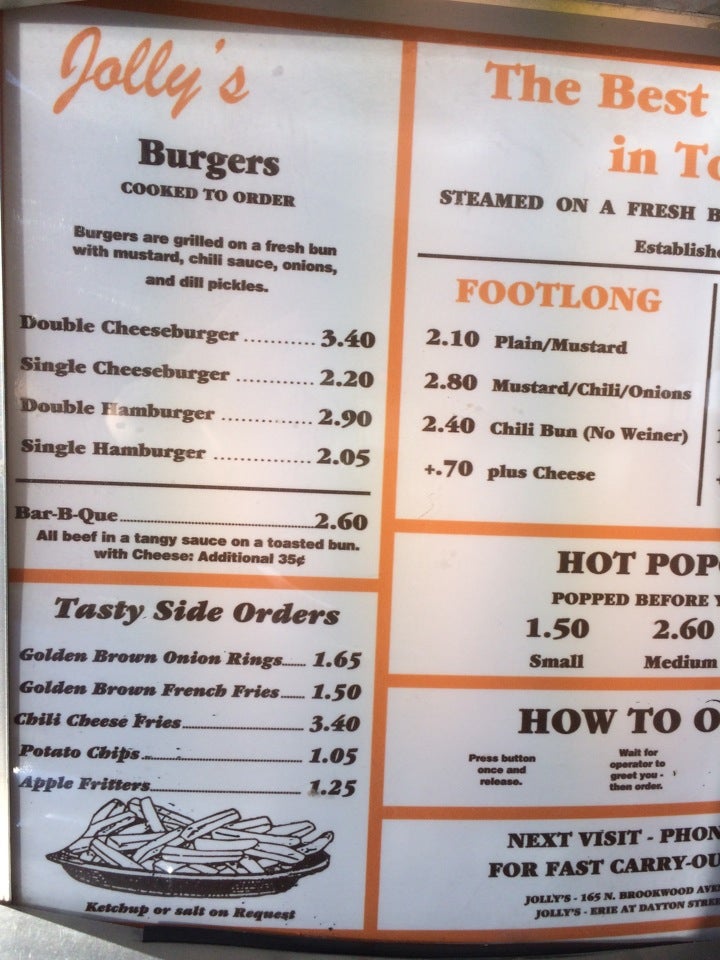 Jolly's
Burgers
COOKED TO ORDER
Burgers are grilled on a fresh bun
with mustard, chili sauce, onions,
and dill pickles.
Double Cheeseburger ........... 3.40
Single Cheeseburger ............. 2.20
Double Hamburger .............. 2.90
Single Hamburger ............... 2.05
Bar-B-Que........................2.60
All beef in a tangy sauce on a toasted bun.
with Cheese: Additional 35¢
Tasty Side Orders
Golden Brown Onion Rings...... 1.65
Golden Brown French Fries...... 1.50
Chili Cheese Fries........................ 3.40
Potato Chips........................ 1.05
Apple Fritters........................ 1.25
Ketchup or salt on Request
The Best
in
STEAMED ON A FRESH
FOOTLONG
2.10 Plain/Mustard
2.80 Mustard/Chili/Onions
2.40 Chili Bun (No Weiner)
+.70 plus Cheese
HOT
POPPED BEFORE
1.50 2.60
Small Medium
HOW TO
Press button
once and
release.
Wait for
operator to
greet you -
then order.
NEXT VISIT -
FOR FAST
JOLLY'S - 165 N. BROOKWOOD
JOLLY'S - ERIE AT DAYTON